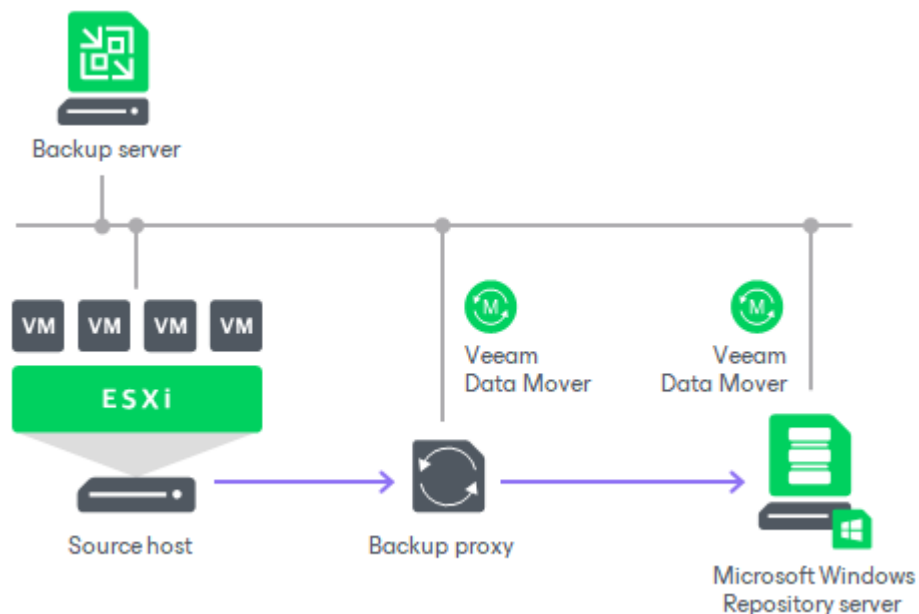 Backup server
VM VM VM VM
ESXi
M
Veeam
Data Mover
M
Veeam
Data Mover
Source host
Backup proxy
Microsoft Windows
Repository server